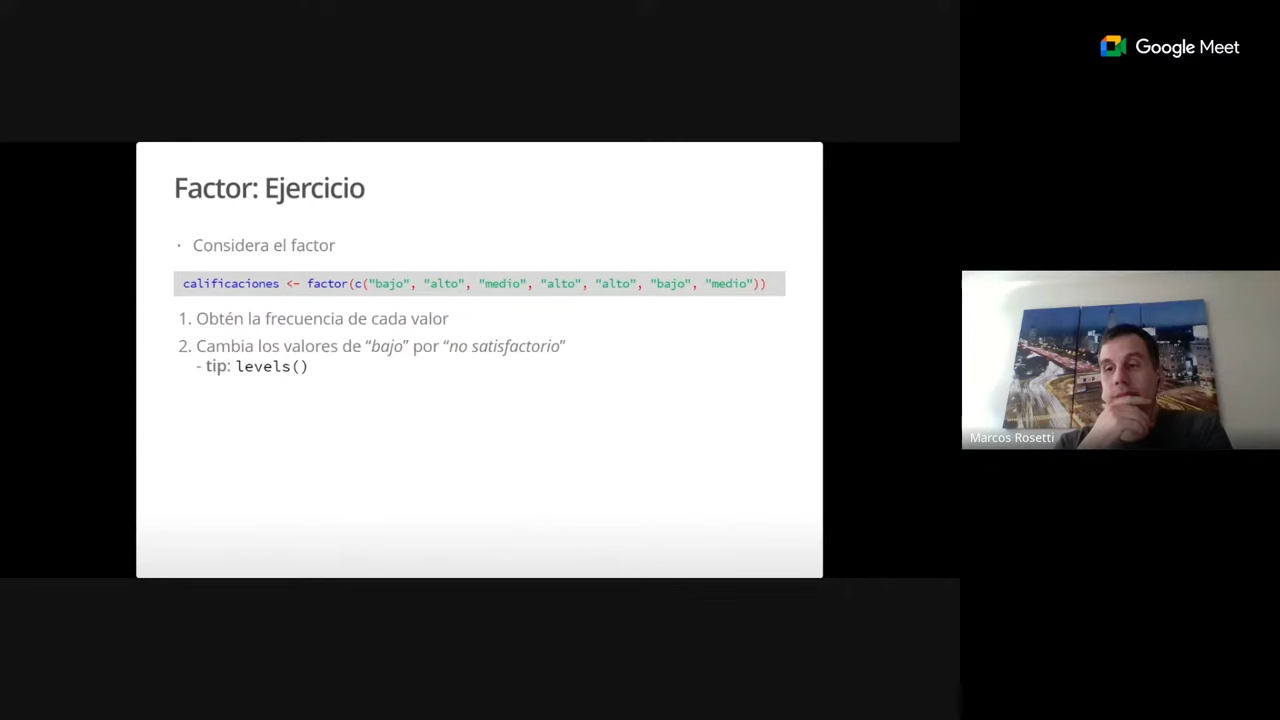 Google Meet
Factor: Ejercicio
· Considera el factor
calificaciones <- factor(c("bajo", "alto", "medio", "alto", "alto", "bajo", "medio"))
1. Obtén la frecuencia de cada valor
2. Cambia los valores de “bajo” por “no satisfactorio”
- tip: levels()
Marcos Rosetti